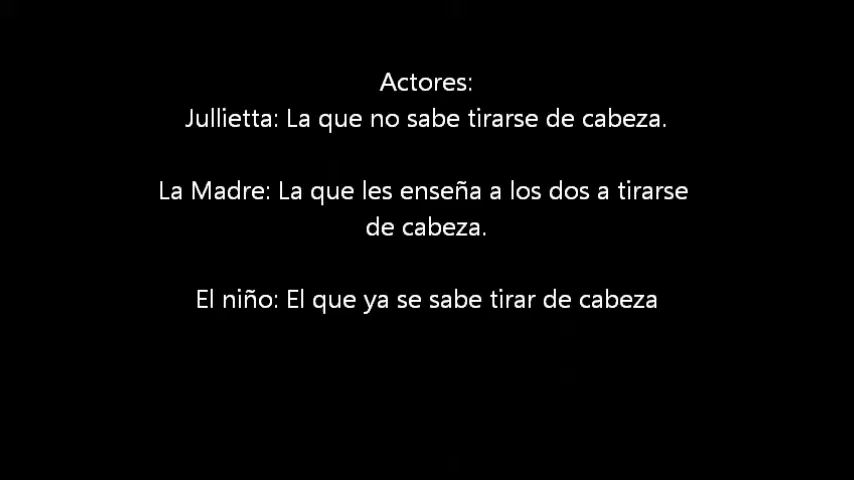 Actores:
Jullietta: La que no sabe tirarse de cabeza.
La Madre: La que les enseña a los dos a tirarse
de cabeza.
El niño: El que ya se sabe tirar de cabeza